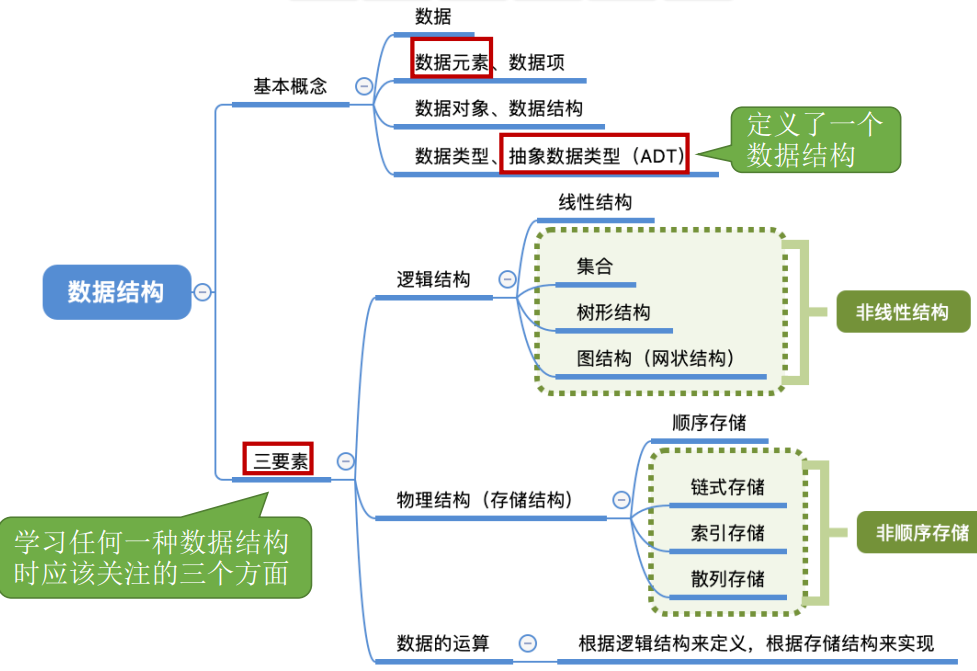 数据
数据元素、数据项
基本概念
数据对象、数据结构
数据类型、抽象数据类型（ADT）
定义了一个
数据结构
线性结构
逻辑结构
集合
树形结构
图结构（网状结构）
非线性结构
数据结构
三要素
学习任何一种数据结构
时应该关注的三个方面
顺序存储
物理结构（存储结构）
链式存储
索引存储
散列存储
非顺序存储
数据的运算
根据逻辑结构来定义，根据存储结构来实现